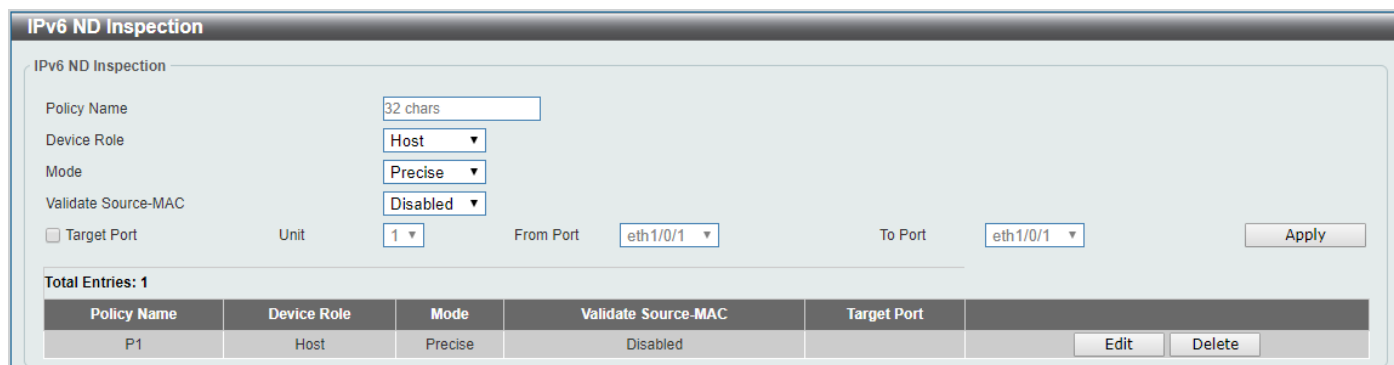 IPv6 ND Inspection
IPv6 ND Inspection
Policy Name 32 chars
Device Role Host
Mode Precise
Validate Source-MAC Disabled
Target Port Unit 1 From Port eth1/0/1 To Port eth1/0/1 Apply
Total Entries: 1
Policy Name Device Role Mode Validate Source-MAC Target Port
P1 Host Precise Disabled Edit Delete